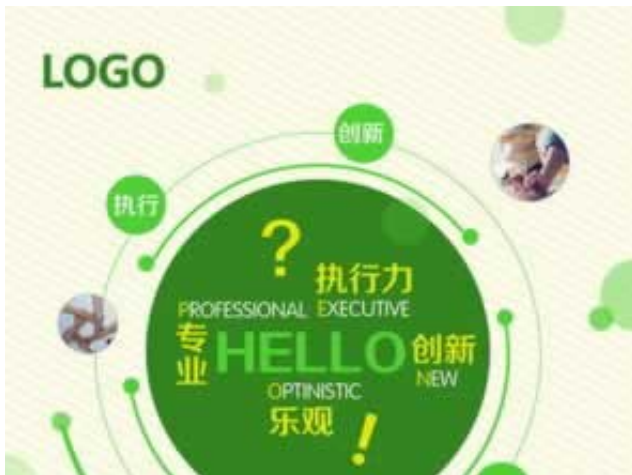 LOGO
创新
执行
?
执行力
PROFESSIONAL EXECUTIVE
专业
HELLO
创新
OPTINISTIC
NEW
乐观
!